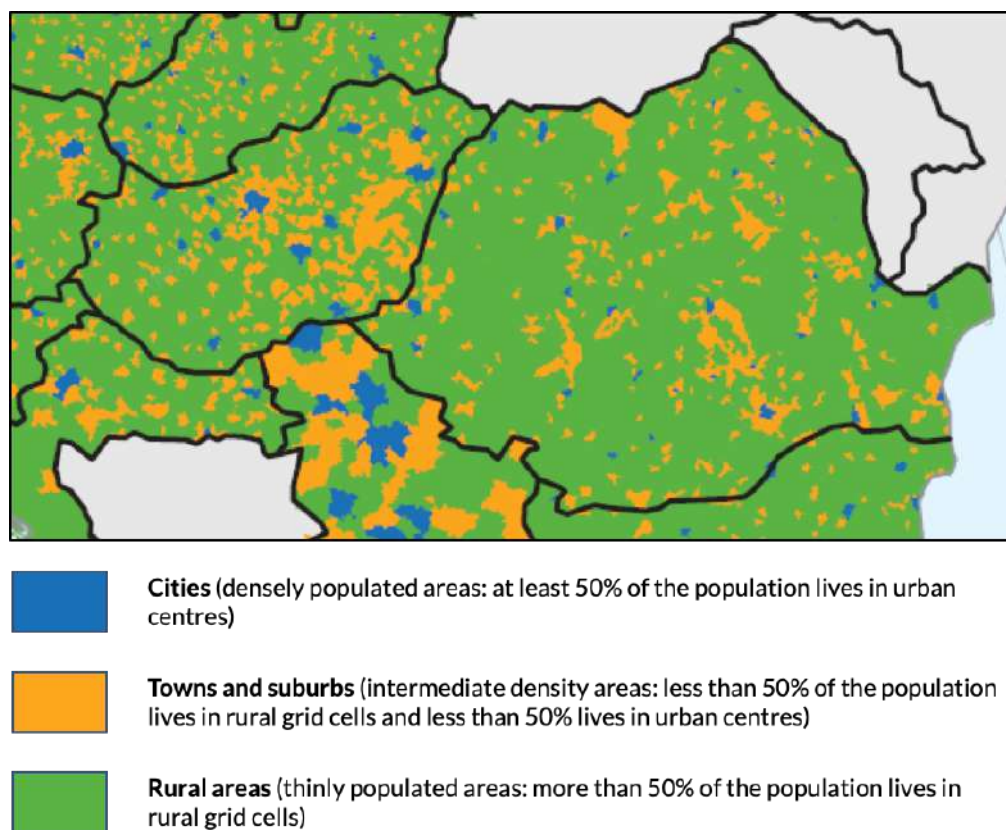 Cities (densely populated areas: at least 50% of the population lives in urban
centres)
Towns and suburbs (intermediate density areas: less than 50% of the population
lives in rural grid cells and less than 50% lives in urban centres)
Rural areas (thinly populated areas: more than 50% of the population lives in
rural grid cells)